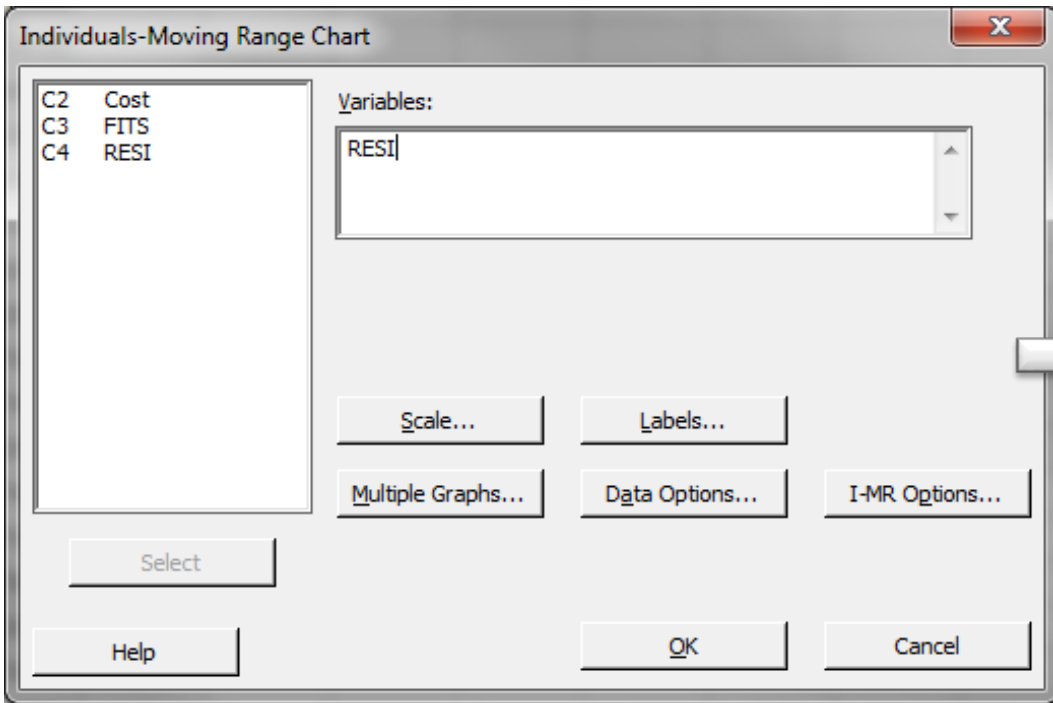 Individuals-Moving Range Chart
C2 Cost
C3 FITS
C4 RESI
Variables:
RESI
Scale...
Labels...
Multiple Graphs...
Data Options...
I-MR Options...
Select
Help
OK
Cancel